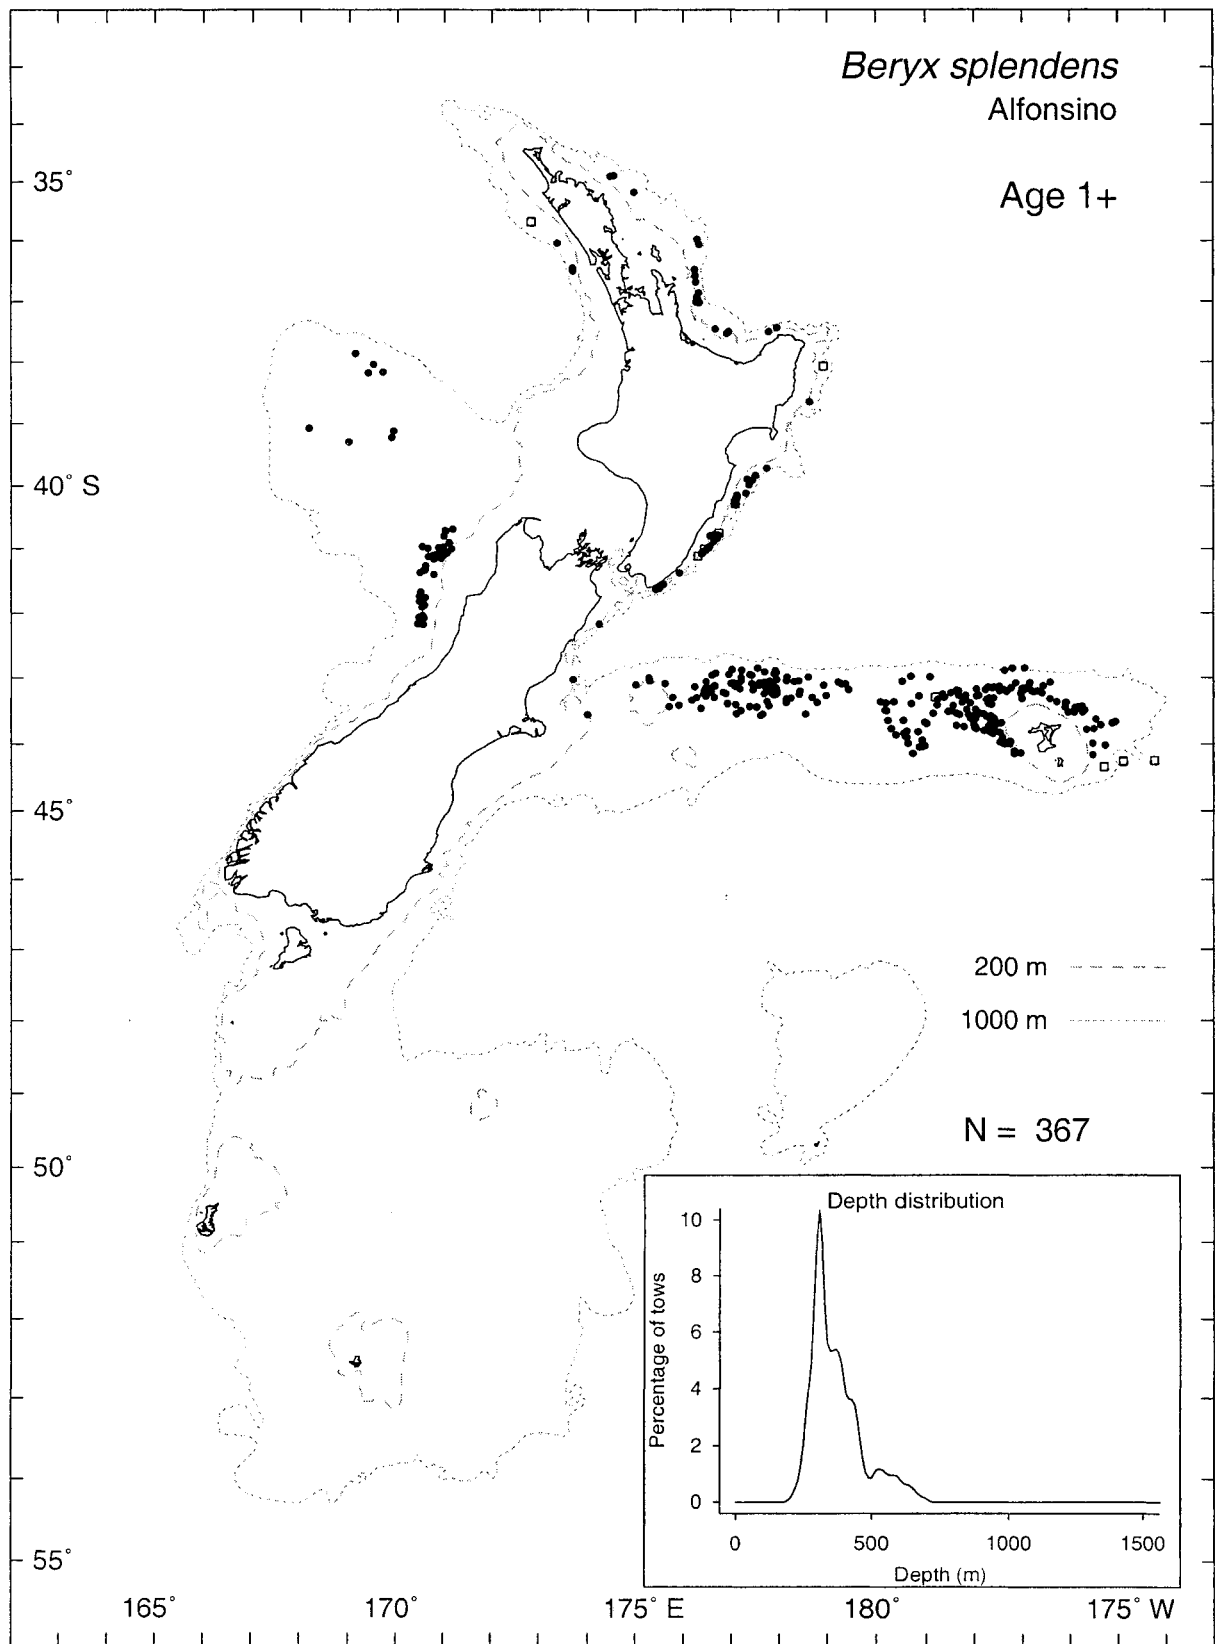 Beryx splendens
Alfonsino
Age 1+
35°
40° S
45°
50°
55°
200 m
1000 m
N = 367
Depth distribution
Percentage of tows
10
8
6
4
2
0
0 500 1000 1500
Depth (m)
165° 170° 175° E 180° 175° W